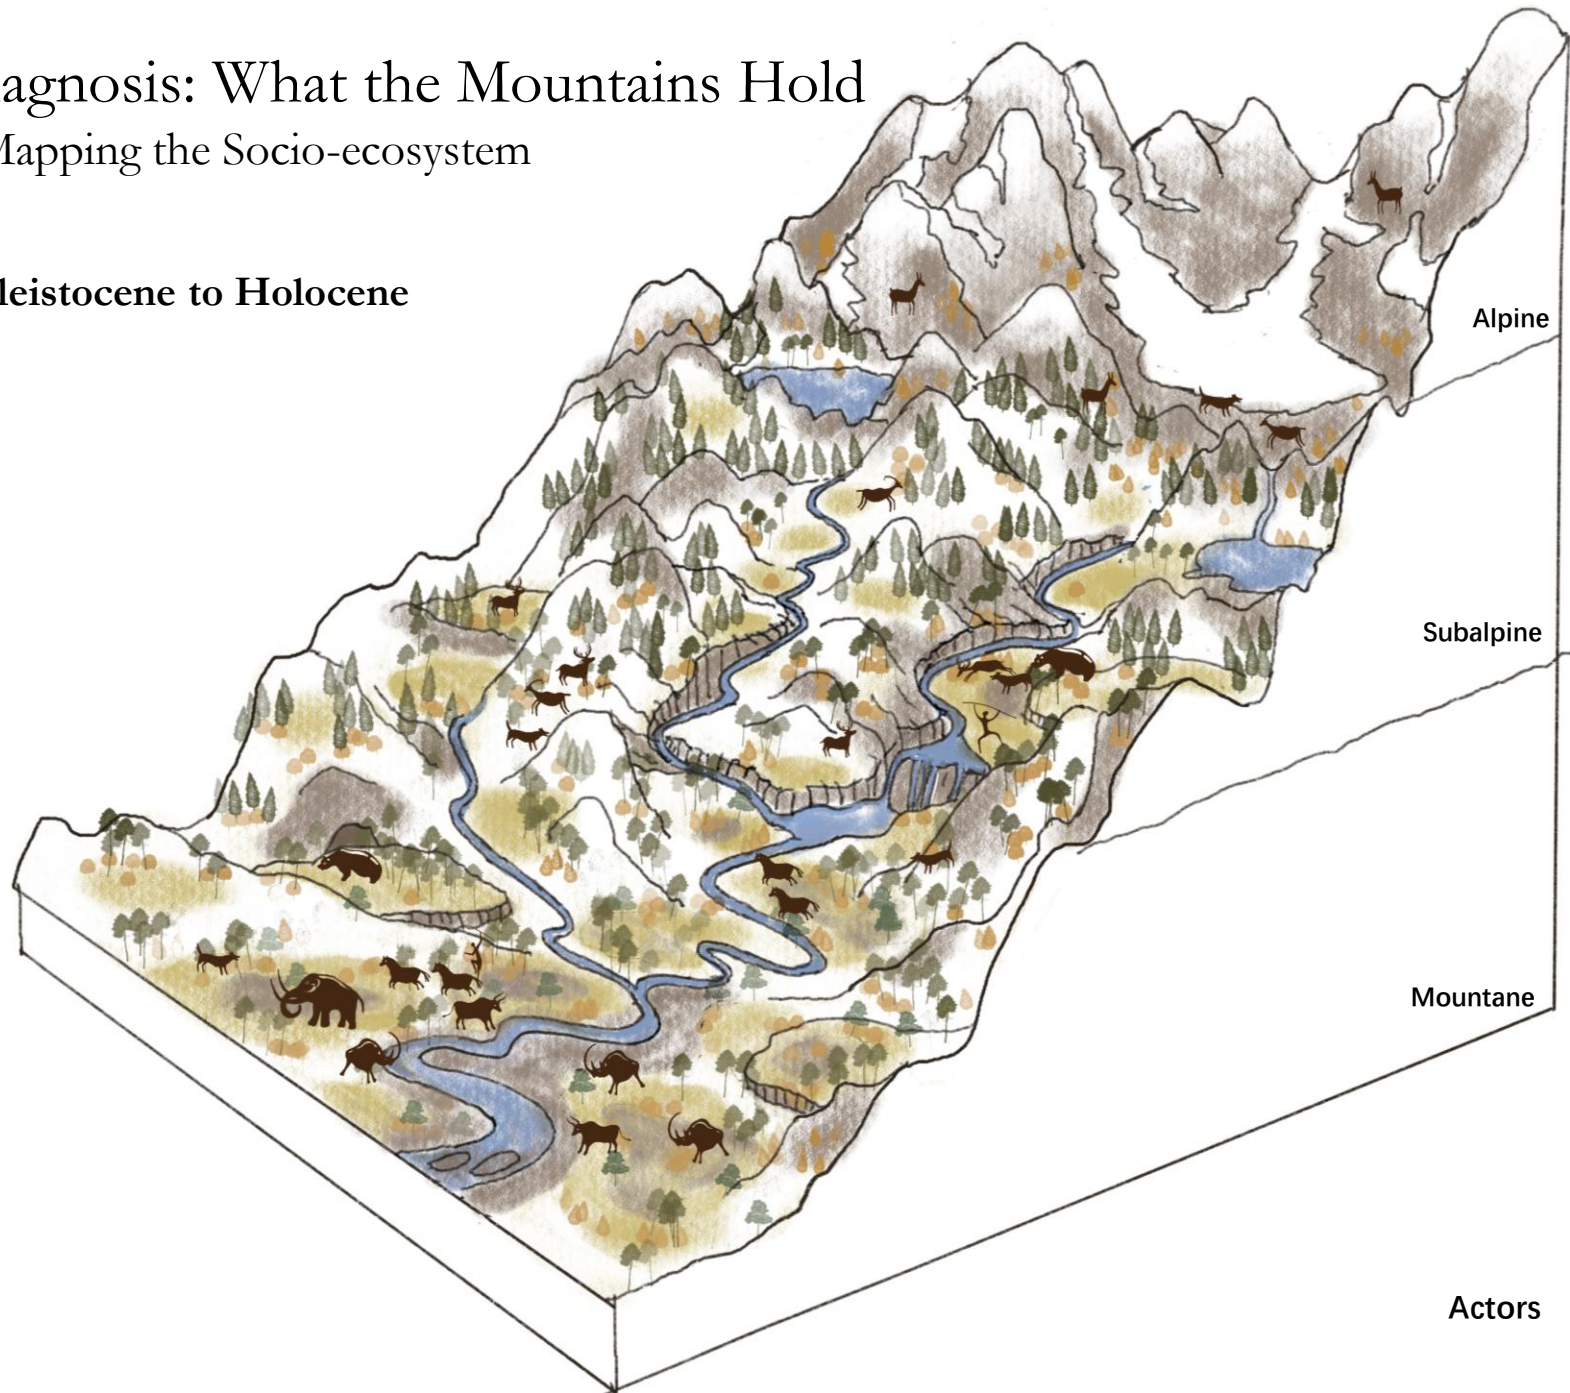 agnosis: What the Mountains Hold
Mapping the Socio-ecosystem
leistocene to Holocene
Alpine
Subalpine
Mountane
Actors